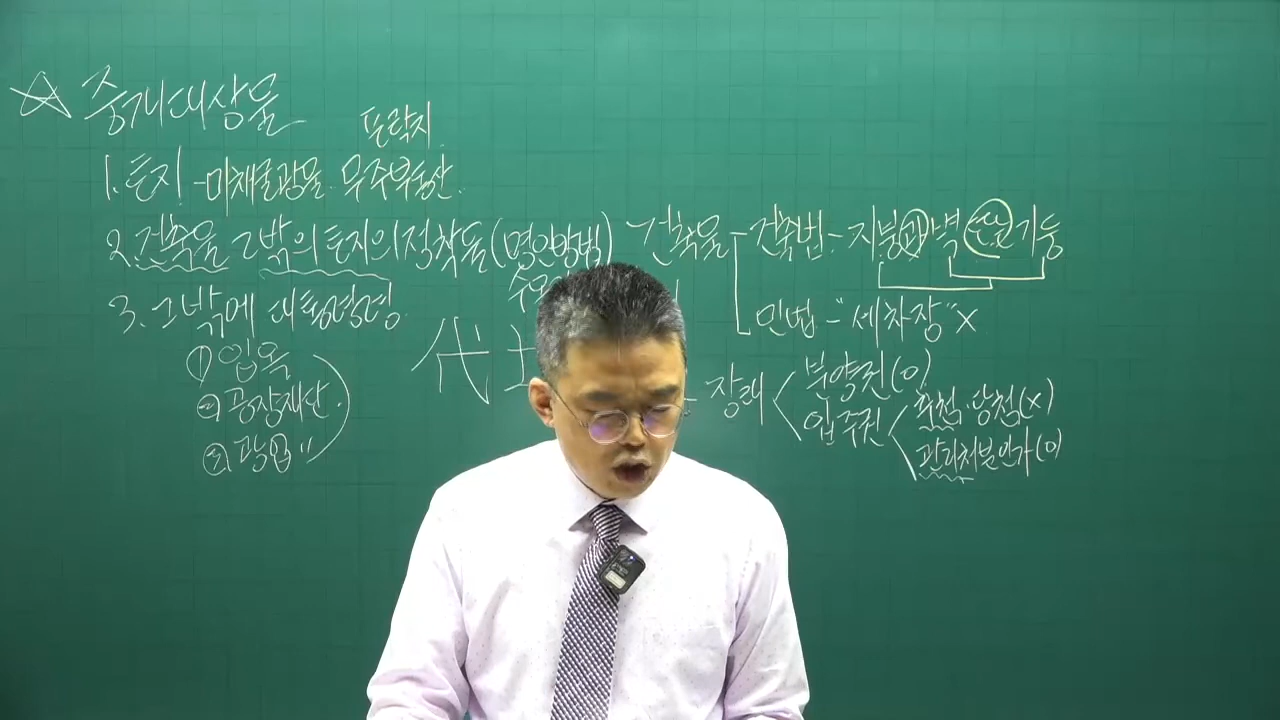 ☆ 중개대상물
포락지
1. 토지 - 미채굴광물. 무주부동산.
2. 건축물 그 밖의 토지의 정착물 (명인방법)
3. 그 밖에 대통령령
① 입목
② 공장재단
③ 광업 〃
代 土
건축물 - 건축법 - 지붕 과 벽 기능
민법 - "세차장" X
장래 분양권(O)
입주권 추첨. 당첨(X)
관리처분인가(O)